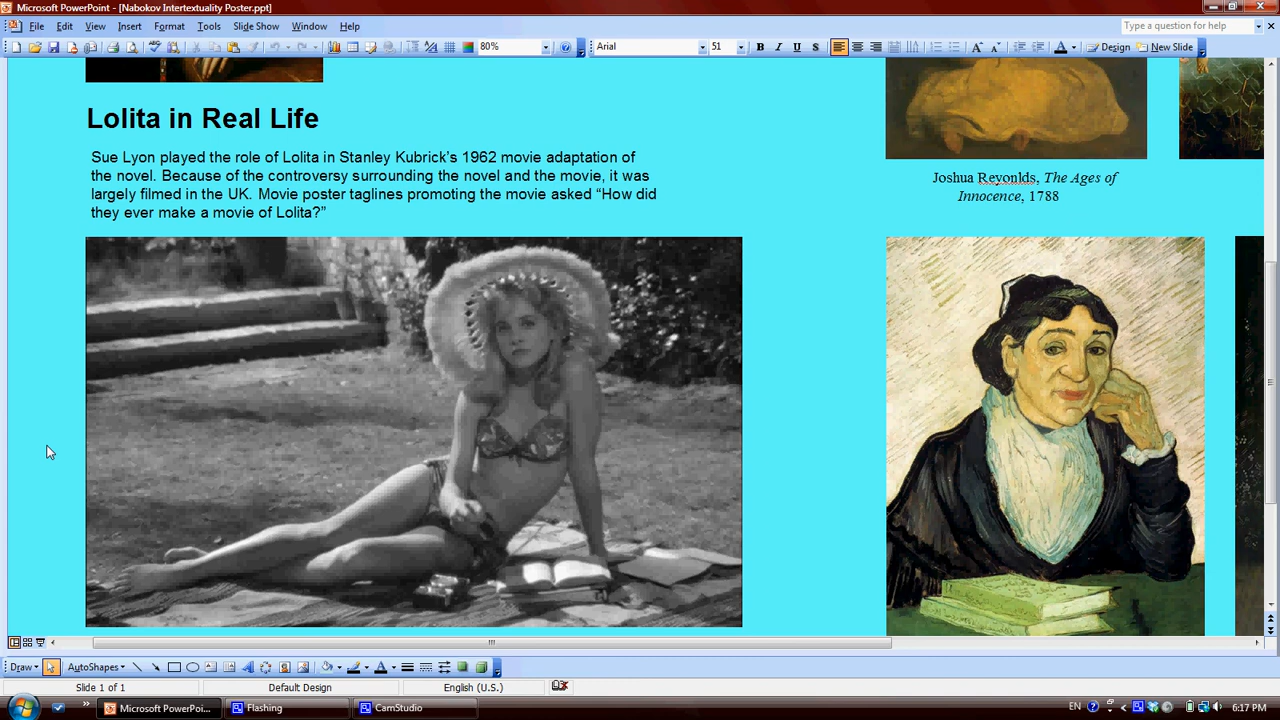 Microsoft PowerPoint - [Nabokov Intertextuality Poster.ppt]
File Edit View Insert Format Tools Slide Show Window Help
Type a question for help
80%
Arial
51
B I U S
A A
A
Design
New Slide
Lolita in Real Life
Sue Lyon played the role of Lolita in Stanley Kubrick’s 1962 movie adaptation of
the novel. Because of the controversy surrounding the novel and the movie, it was
largely filmed in the UK. Movie poster taglines promoting the movie asked “How did
they ever make a movie of Lolita?”
Joshua Reyonlds, The Ages of
Innocence, 1788
Draw
AutoShapes
A
Slide 1 of 1
Default Design
English (U.S.)
Microsoft PowerPoi...
Flashing
CamStudio
EN
6:17 PM